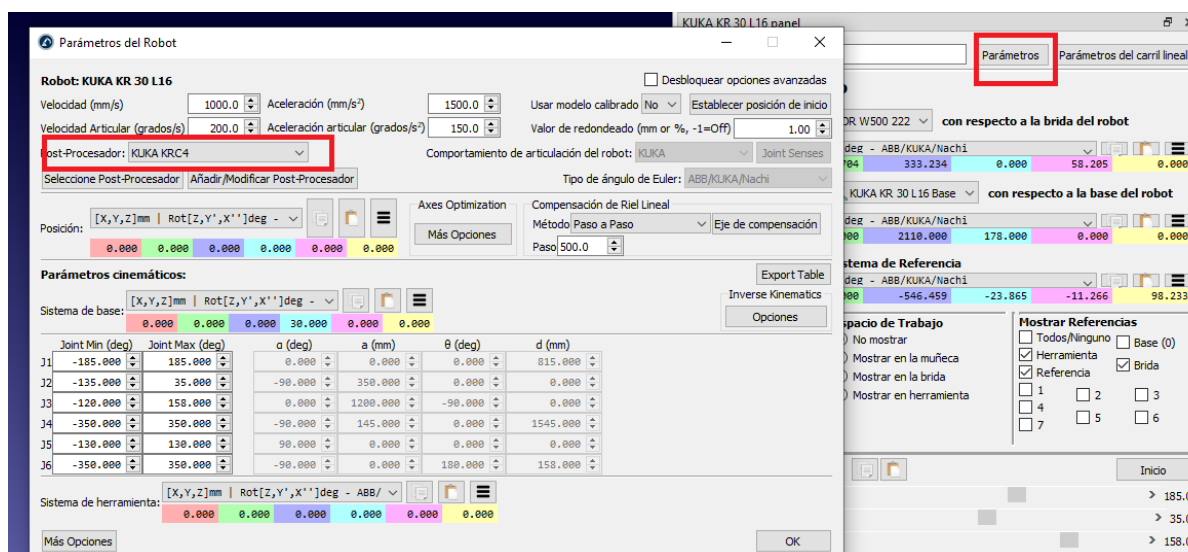 KUKA KR 30 L16 panel
Parámetros del Robot
Parámetros
Parámetros del carril lineal
Robot: KUKA KR 30 L16
Desbloquear opciones avanzadas
Velocidad (mm/s) 1000.0 Aceleración (mm/s²) 1500.0 Usar modelo calibrado No Establecer posición de inicio
Velocidad Articular (grados/s) 200.0 Aceleración articular (grados/s²) 150.0 Valor de redondeado (mm or %, -1=Off) 1.00
Post-Procesador: KUKA KRC4 Comportamiento de articulación del robot: KUKA Joint Senses
Seleccione Post-Procesador Añadir/Modificar Post-Procesador Tipo de ángulo de Euler: ABB/KUKA/Nachi
Axes Optimization
Más Opciones
Compensación de Riel Lineal
Método Paso a Paso Eje de compensación
Paso 500.0
Posición: [X,Y,Z]mm | Rot[Z,Y',X'']deg -
0.000 0.000 0.000 0.000 0.000 0.000
Parámetros cinemáticos:
Export Table
Sistema de base: [X,Y,Z]mm | Rot[Z,Y',X'']deg -
0.000 0.000 0.000 30.000 0.000 0.000
Inverse Kinematics
Opciones
Joint Min (deg) Joint Max (deg) α (deg) a (mm) θ (deg) d (mm)
J1 -185.000 185.000 0.000 0.000 0.000 815.000
J2 -135.000 35.000 -90.000 350.000 0.000 0.000
J3 -120.000 158.000 0.000 1200.000 -90.000 0.000
J4 -350.000 350.000 -90.000 145.000 0.000 1545.000
J5 -130.000 130.000 90.000 0.000 0.000 0.000
J6 -350.000 350.000 -90.000 0.000 180.000 158.000
Sistema de herramienta: [X,Y,Z]mm | Rot[Z,Y',X'']deg - ABB/
0.000 0.000 0.000 0.000 0.000 0.000
Más Opciones
OK
W500 222 con respecto a la brida del robot
deg - ABB/KUKA/Nachi
333.234 0.000 58.205 0.000
KUKA KR 30 L16 Base con respecto a la base del robot
deg - ABB/KUKA/Nachi
2110.000 178.000 0.000 0.000
stema de Referencia
deg - ABB/KUKA/Nachi
-546.459 -23.865 -11.266 98.233
spacio de Trabajo
No mostrar
Mostrar en la muñeca
Mostrar en la brida
Mostrar en herramienta
Mostrar Referencias
Todos/Ninguno Base (0)
Herramienta Brida
Referencia
1 2 3
4 5 6
7
Inicio
> 185.0
> 35.0
> 158.0